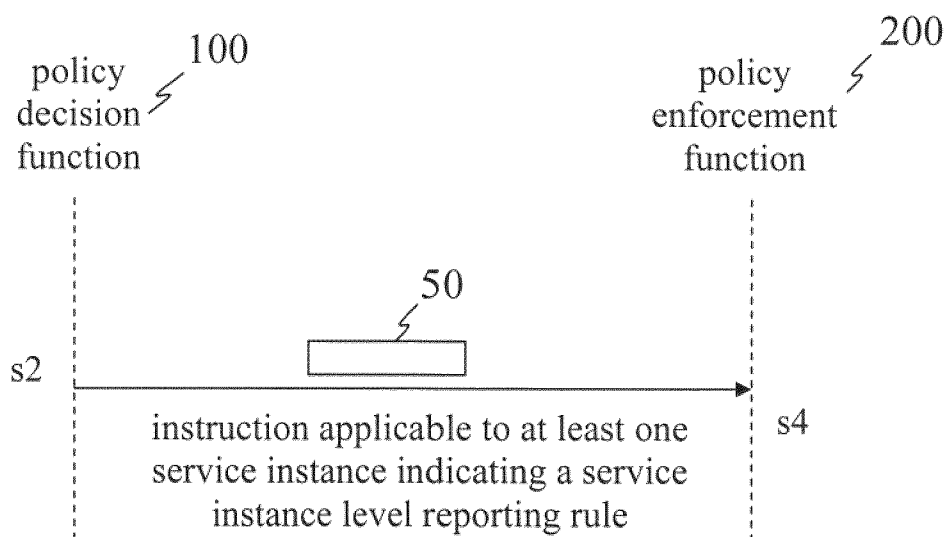 policy
decision
function
100
policy
enforcement
function
200
50
s2
s4
instruction applicable to at least one
service instance indicating a service
instance level reporting rule